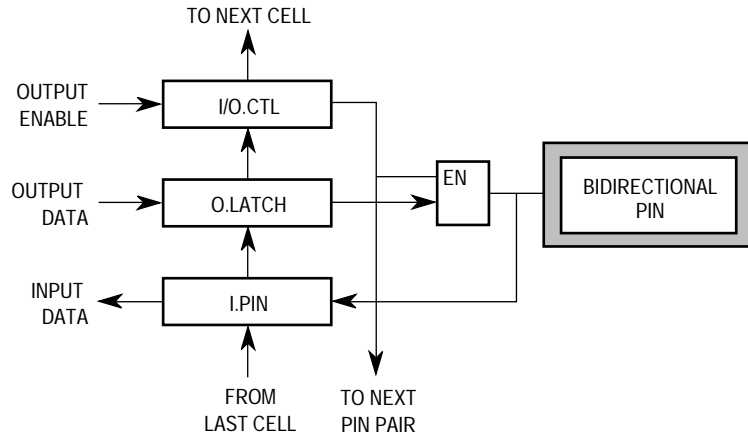 TO NEXT CELL
OUTPUT
ENABLE
I/O.CTL
EN
BIDIRECTIONAL
PIN
OUTPUT
DATA
O.LATCH
INPUT
DATA
I.PIN
FROM
LAST CELL
TO NEXT
PIN PAIR